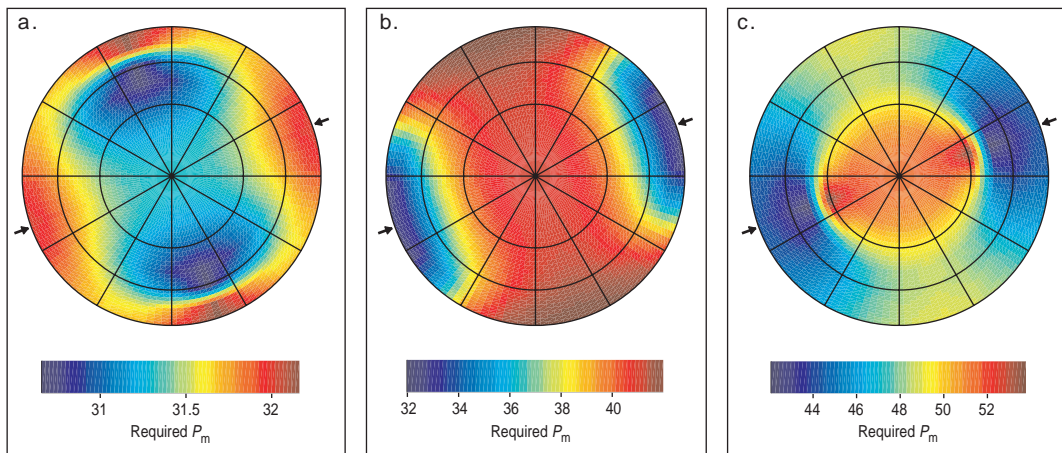 a.
31 31.5 32
Required Pm
b.
32 34 36 38 40
Required Pm
c.
44 46 48 50 52
Required Pm